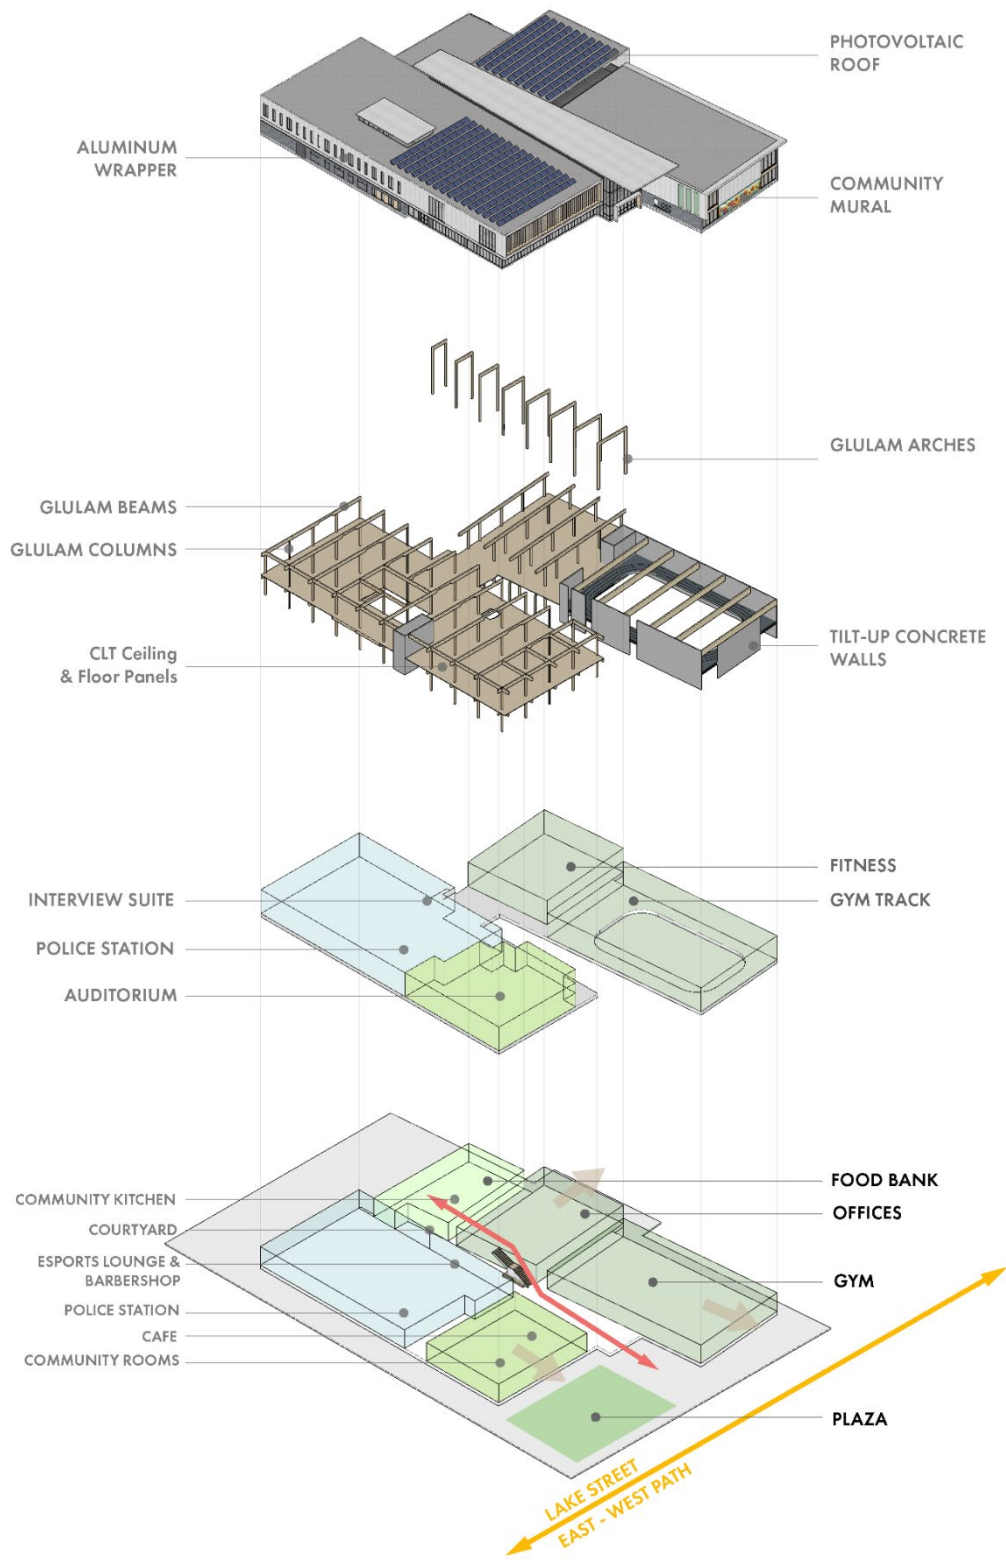 PHOTOVOLTAIC
ROOF
ALUMINUM
WRAPPER
COMMUNITY
MURAL
GLULAM ARCHES
GLULAM BEAMS
GLULAM COLUMNS
TILT-UP CONCRETE
WALLS
CLT Ceiling
& Floor Panels
FITNESS
INTERVIEW SUITE
GYM TRACK
POLICE STATION
AUDITORIUM
FOOD BANK
COMMUNITY KITCHEN
OFFICES
COURTYARD
ESPORTS LOUNGE &
BARBERSHOP
GYM
POLICE STATION
CAFE
COMMUNITY ROOMS
PLAZA
LAKE STREET
EAST - WEST PATH